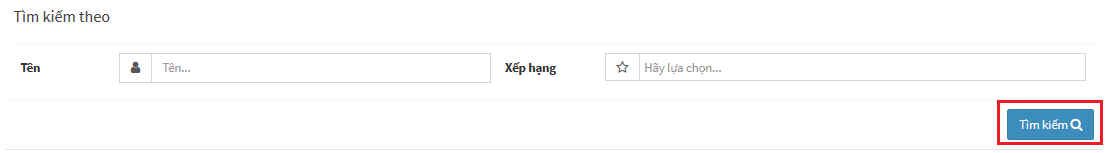 Tìm kiếm theo
Tên Tên... Xếp hạng Hãy lựa chọn...
Tìm kiếm